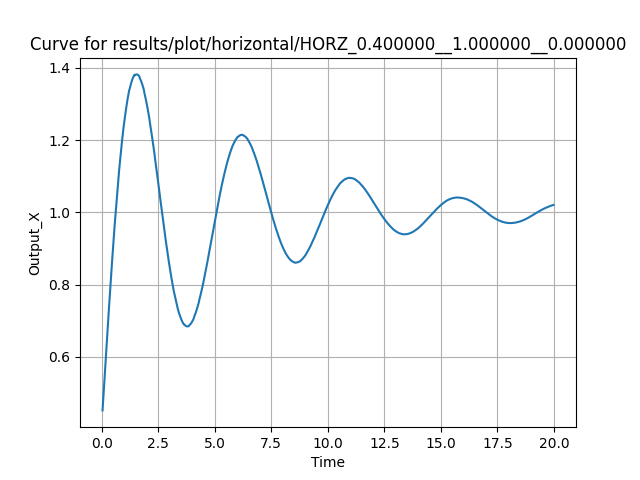 Curve for results/plot/horizontal/HORZ_0.400000__1.000000__0.000000
1.4
1.2
1.0
0.8
0.6
Output_X
0.0 2.5 5.0 7.5 10.0 12.5 15.0 17.5 20.0
Time